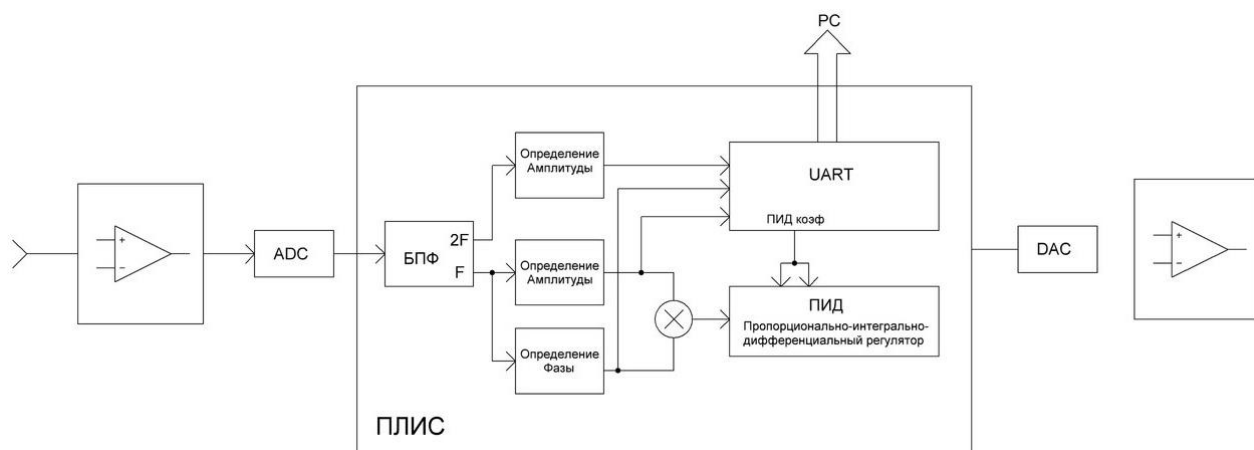 PC
Определение
Амплитуды
UART
ПИД коэф
2F
F
БПФ
ADC
Определение
Амплитуды
DAC
ПИД
Пропорционально-интегрально-
дифференциальный регулятор
Определение
Фазы
ПЛИС